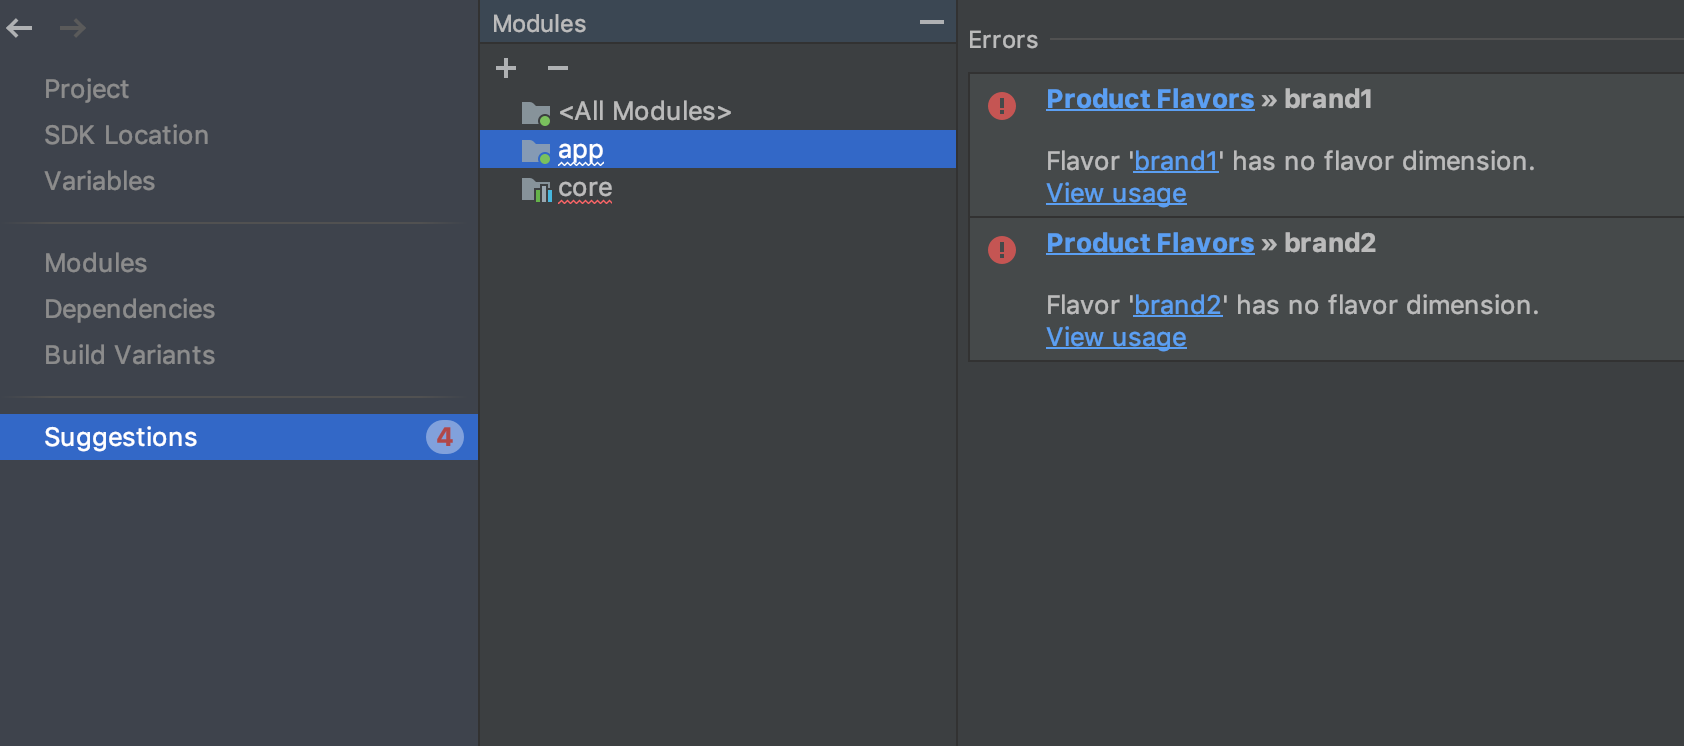 Project
SDK Location
Variables
Modules
Dependencies
Build Variants
Suggestions 4
Modules
<All Modules>
app
core
Errors
Product Flavors » brand1
Flavor 'brand1' has no flavor dimension.
View usage
Product Flavors » brand2
Flavor 'brand2' has no flavor dimension.
View usage